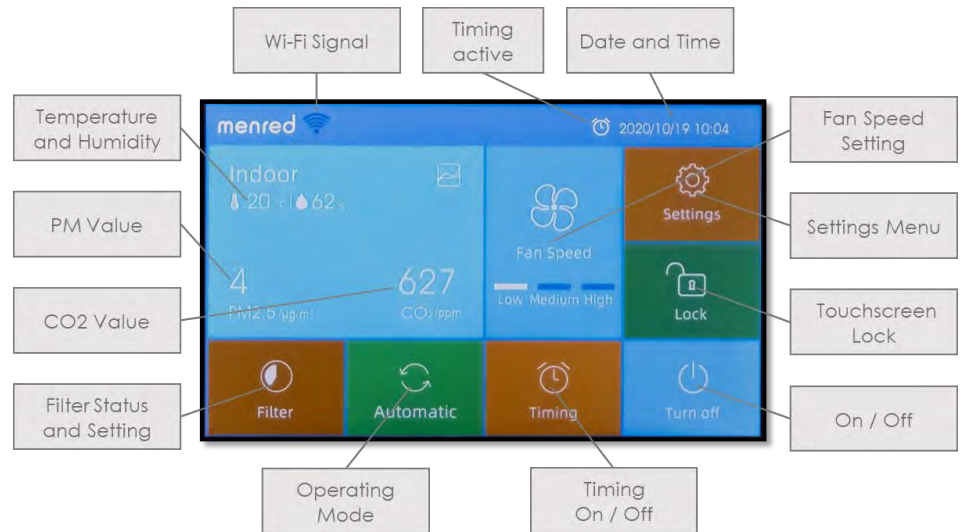 Wi-Fi Signal
Timing
active
Date and Time
Temperature
and Humidity
Fan Speed
Setting
menred
2020/10/19 10:04
Indoor
20 °C 62%
Settings
PM Value
Settings Menu
Fan Speed
4
627
PM2.5/μg/m³
CO₂/ppm
Low Medium High
Lock
CO2 Value
Touchscreen
Lock
Filter Status
and Setting
Filter
Automatic
Timing
Turn off
On / Off
Operating
Mode
Timing
On / Off